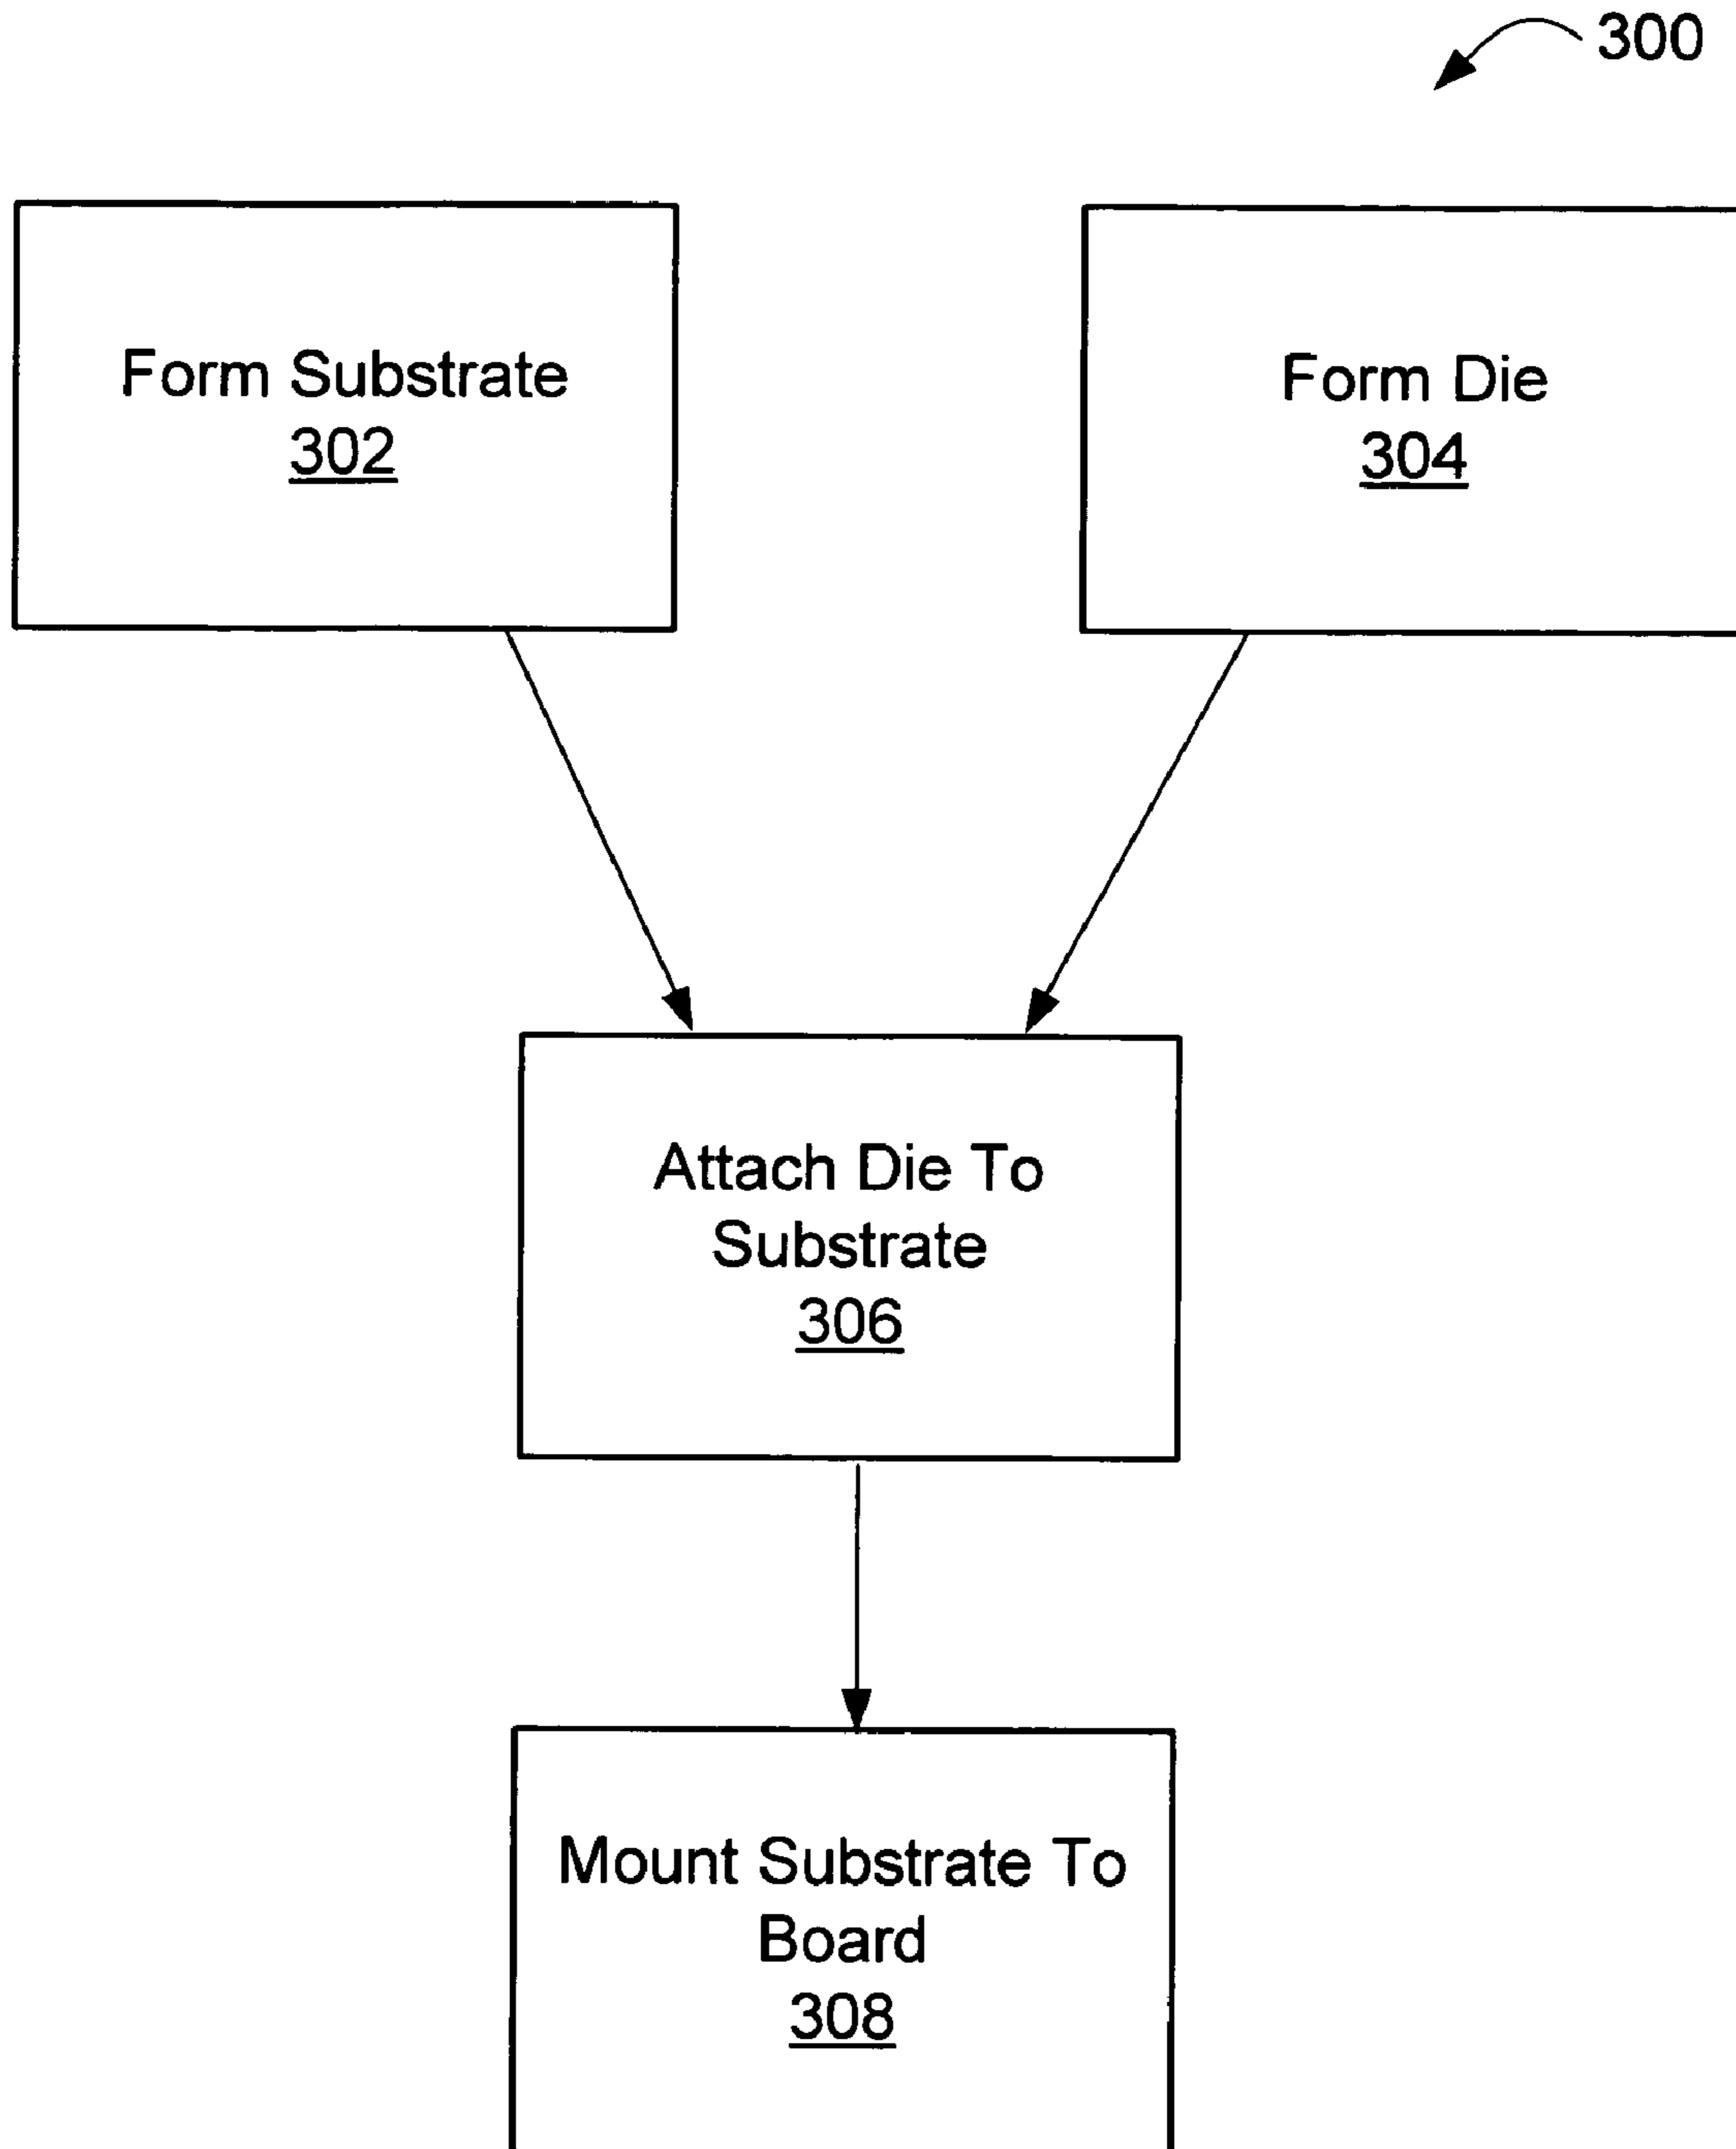 300
Form Substrate
302
Form Die
304
Attach Die To
Substrate
306
Mount Substrate To
Board
308